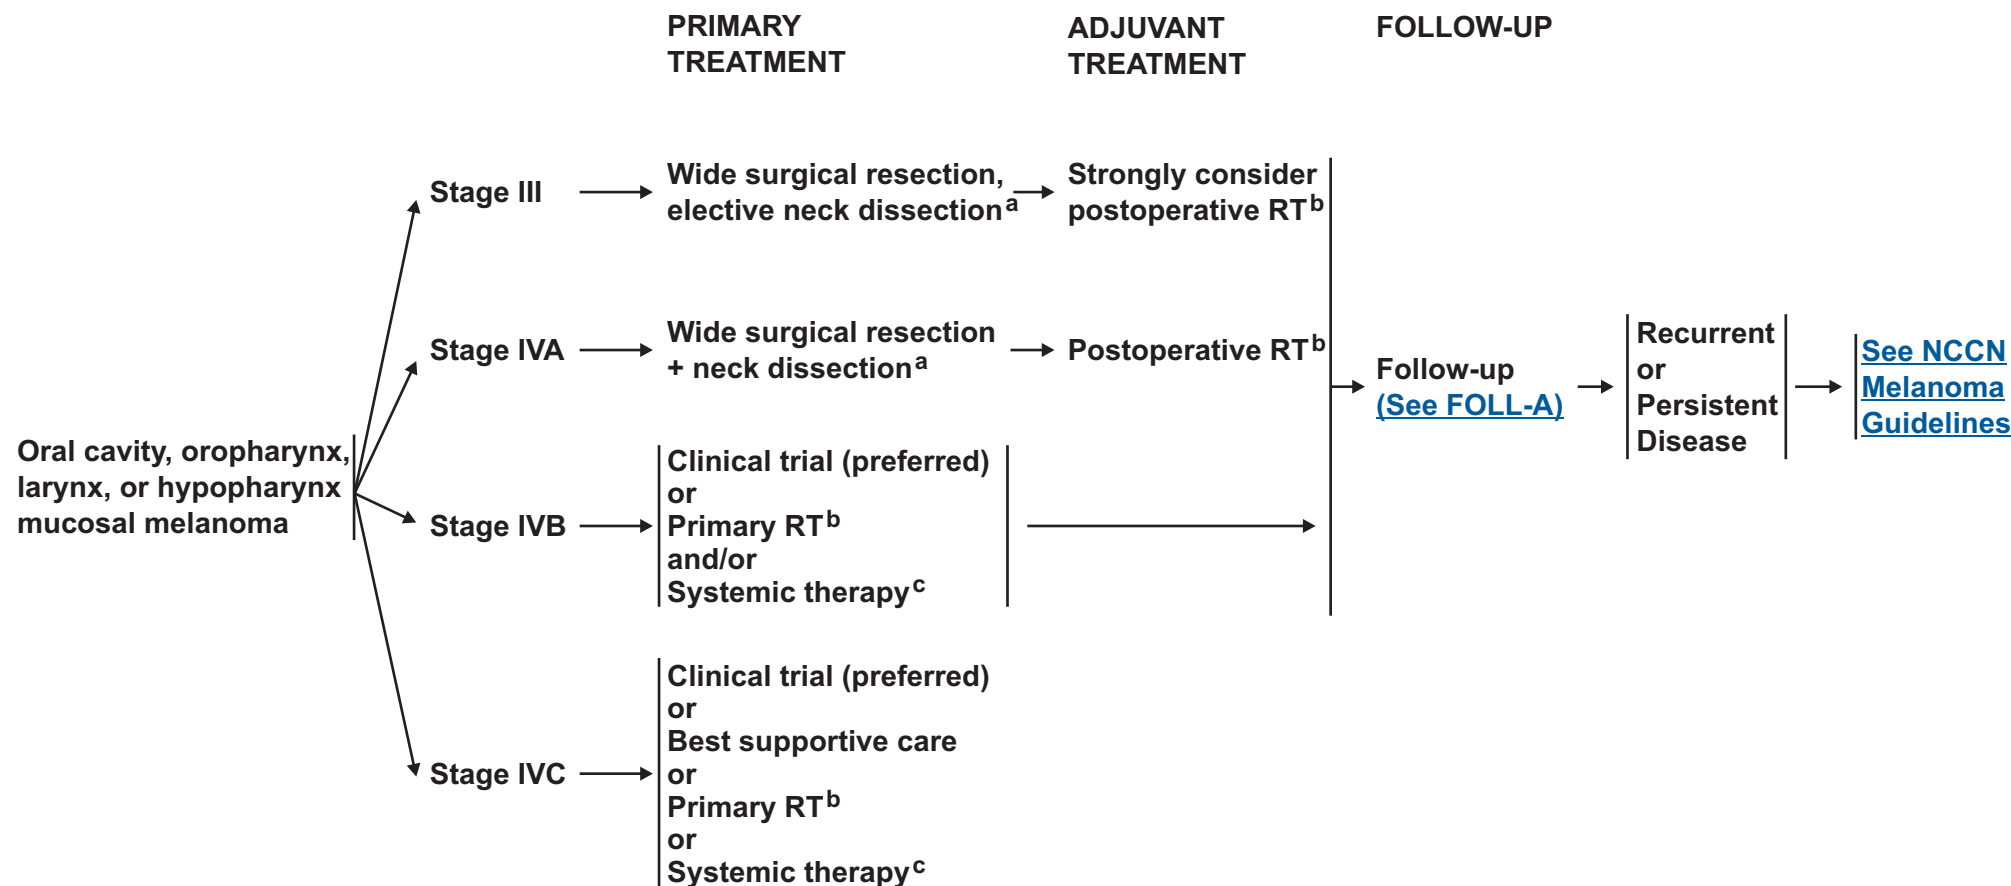 PRIMARY
TREATMENT
ADJUVANT
TREATMENT
FOLLOW-UP
Oral cavity, oropharynx,
larynx, or hypopharynx
mucosal melanoma
Stage III
Wide surgical resection,
elective neck dissection a
Strongly consider
postoperative RT b
Stage IVA
Wide surgical resection
+ neck dissection a
Postoperative RT b
Stage IVB
Clinical trial (preferred)
or
Primary RT b
and/or
Systemic therapy c
Stage IVC
Clinical trial (preferred)
or
Best supportive care
or
Primary RT b
or
Systemic therapy c
Follow-up
(See FOLL-A)
Recurrent
or
Persistent
Disease
See NCCN
Melanoma
Guidelines